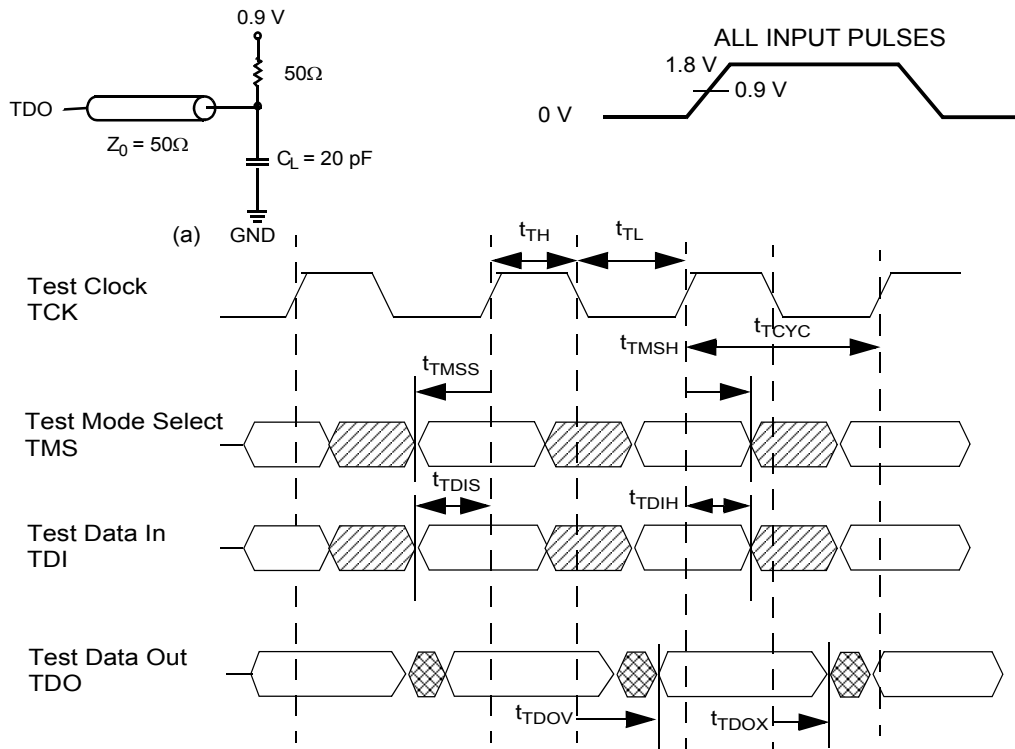 0.9 V
50Ω
TDO
Z0 = 50Ω
CL = 20 pF
(a)
GND
ALL INPUT PULSES
1.8 V
0.9 V
0 V
tTH
tTL
Test Clock
TCK
tTCYC
tTMSH
tTMSS
Test Mode Select
TMS
tTDIS
tTDIH
Test Data In
TDI
Test Data Out
TDO
tTDOV
tTDOX